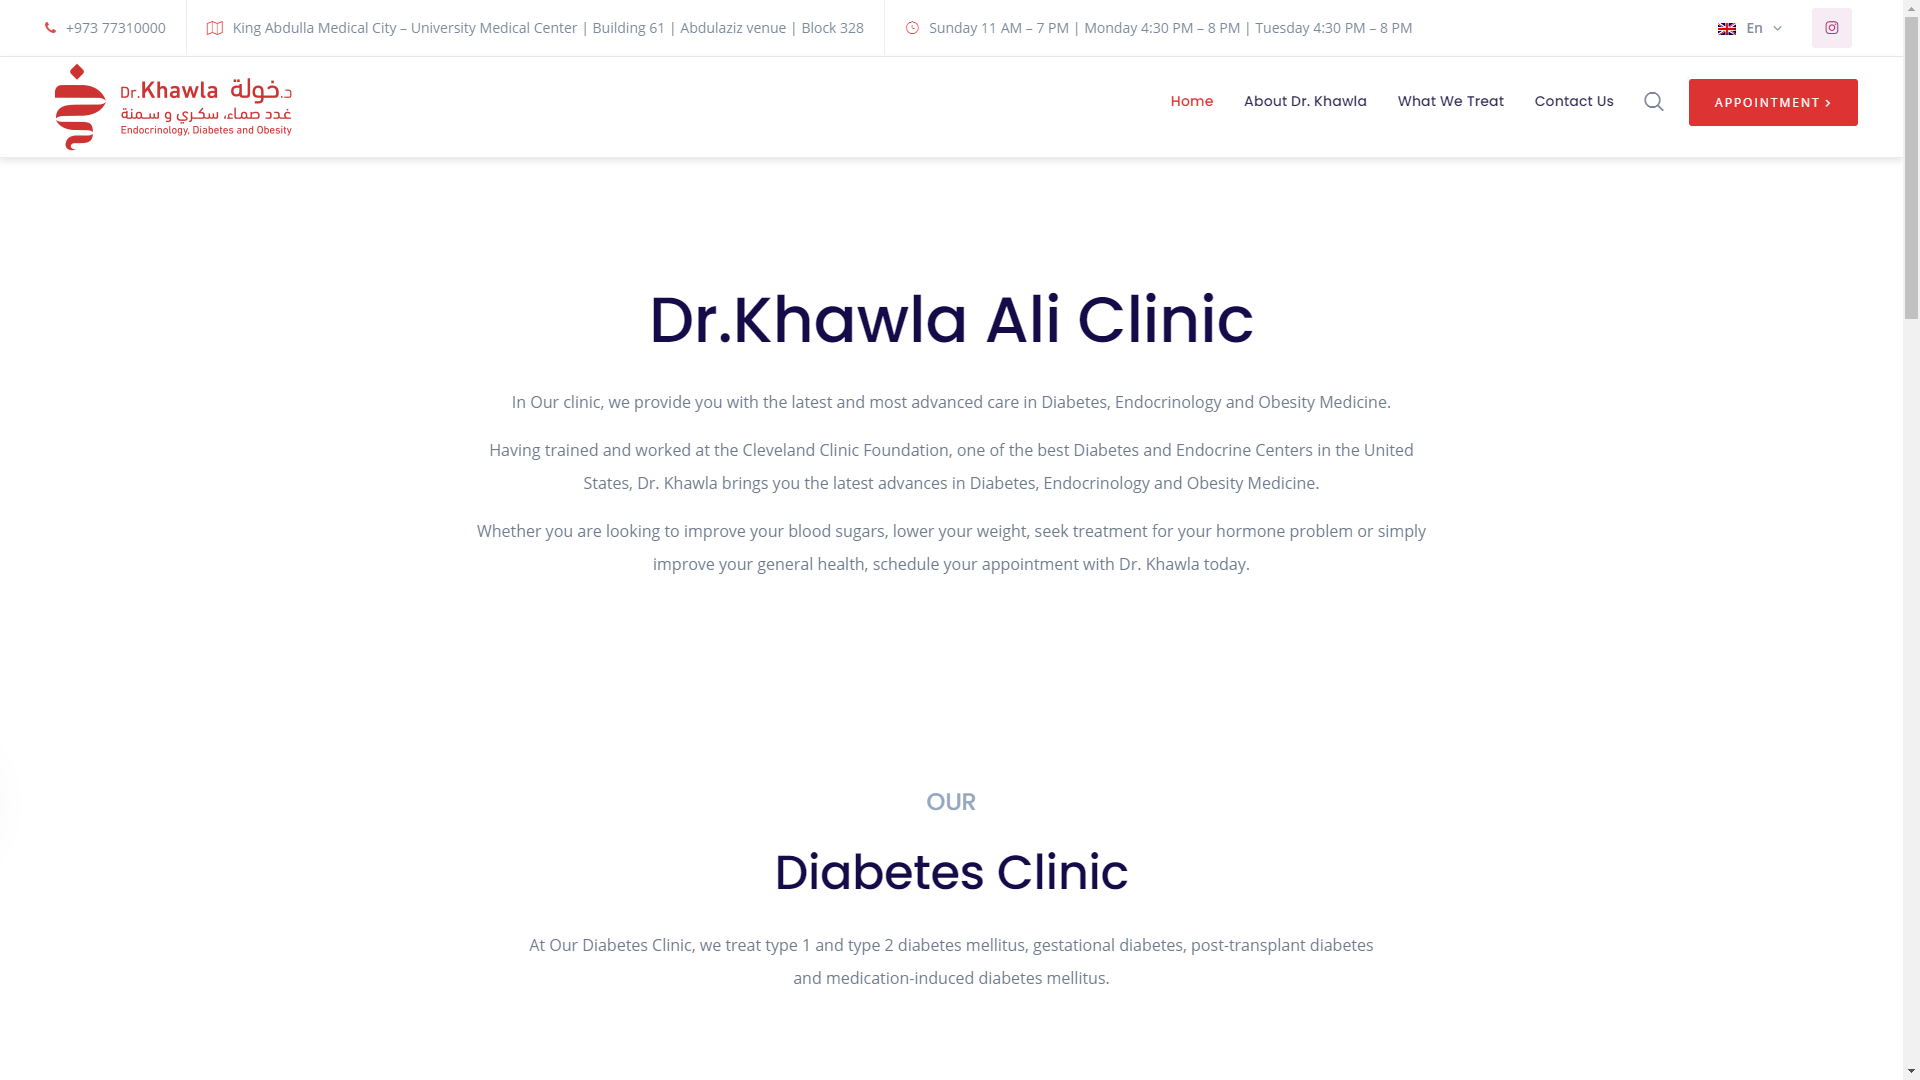 +973 77310000
King Abdulla Medical City – University Medical Center | Building 61 | Abdulaziz venue | Block 328
Sunday 11 AM – 7 PM | Monday 4:30 PM – 8 PM | Tuesday 4:30 PM – 8 PM
En
Dr.Khawla د.خولة
غدد صماء، سكري و سمنة
Endocrinology, Diabetes and Obesity
Home
About Dr. Khawla
What We Treat
Contact Us
APPOINTMENT
Dr.Khawla Ali Clinic
In Our clinic, we provide you with the latest and most advanced care in Diabetes, Endocrinology and Obesity Medicine.
Having trained and worked at the Cleveland Clinic Foundation, one of the best Diabetes and Endocrine Centers in the United
States, Dr. Khawla brings you the latest advances in Diabetes, Endocrinology and Obesity Medicine.
Whether you are looking to improve your blood sugars, lower your weight, seek treatment for your hormone problem or simply
improve your general health, schedule your appointment with Dr. Khawla today.
OUR
Diabetes Clinic
At Our Diabetes Clinic, we treat type 1 and type 2 diabetes mellitus, gestational diabetes, post-transplant diabetes
and medication-induced diabetes mellitus.